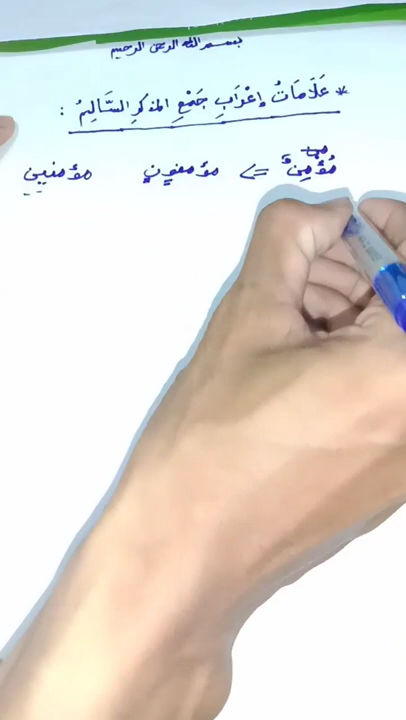 بسم الله الرحمن الرحيم
* عَلَامَاتُ إِعْرَابِ جَمْعِ المذكرِ السَّالِمُ :
مُؤْمِنٌ => مؤمنون مؤمنين